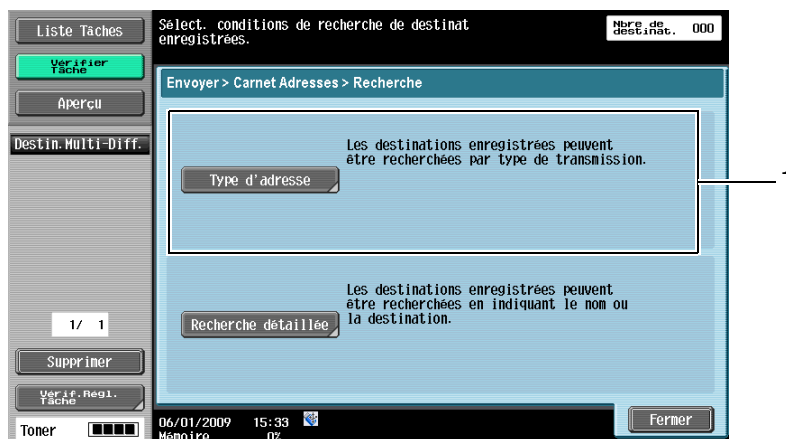 Liste Tâches
Vérifier
Tâche
Aperçu
Destin.Multi-Diff.
1/ 1
Supprimer
Vérif.Régl.
Tâche
Toner
Sélect. conditions de recherche de destinat
enregistrées.
Nbre de
destinat. 000
Envoyer > Carnet Adresses > Recherche
Les destinations enregistrées peuvent
être recherchées par type de transmission.
Type d'adresse
Les destinations enregistrées peuvent
être recherchées en indiquant le nom ou
la destination.
Recherche détaillée
06/01/2009 15:33
Mémoire 0%
Fermer